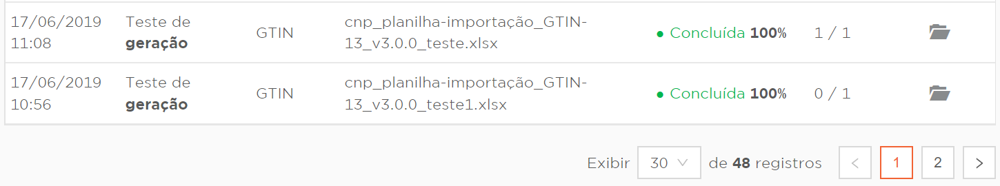 17/06/2019 Teste de cnp_planilha-importação_GTIN-
GTIN ● Concluída 100% 1 / 1
11:08 geração 13_v3.0.0_teste.xlsx
17/06/2019 Teste de cnp_planilha-importação_GTIN-
GTIN ● Concluída 100% 0 / 1
10:56 geração 13_v3.0.0_teste1.xlsx
Exibir 30 de 48 registros < 1 2 >